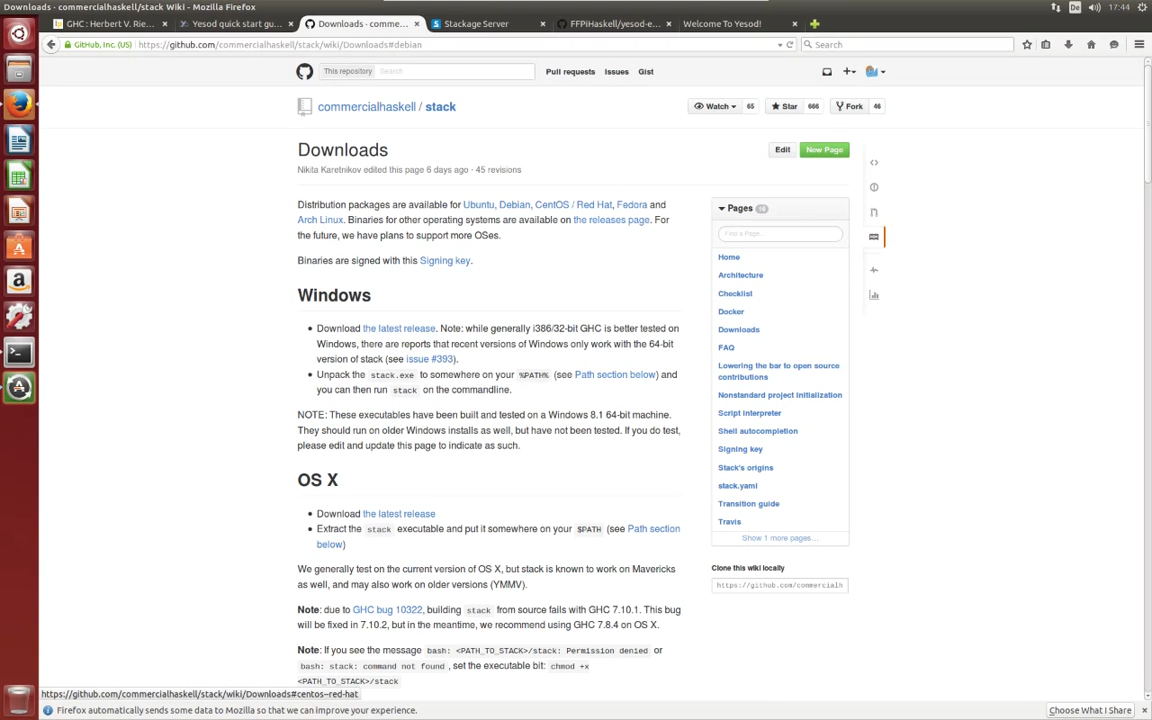 Downloads · commercialhaskell/stack Wiki - Mozilla Firefox
De
17:44
GHC : Herbert V. Rie...
Yesod quick start gu...
Downloads · comme...
Stackage Server
FFPiHaskell/yesod-e...
Welcome To Yesod!
GitHub, Inc. (US)
https://github.com/commercialhaskell/stack/wiki/Downloads#debian
Search
This repository
Search
Pull requests
Issues
Gist
commercialhaskell / stack
Watch
65
Star
666
Fork
46
Downloads
Edit
New Page
Nikita Karetnikov edited this page 6 days ago · 45 revisions
Distribution packages are available for Ubuntu, Debian, CentOS / Red Hat, Fedora and
Arch Linux. Binaries for other operating systems are available on the releases page. For
the future, we have plans to support more OSes.
Binaries are signed with this Signing key.
Windows
Download the latest release. Note: while generally i386/32-bit GHC is better tested on
Windows, there are reports that recent versions of Windows only work with the 64-bit
version of stack (see issue #393).
Unpack the stack.exe to somewhere on your %PATH% (see Path section below) and
you can then run stack on the commandline.
NOTE: These executables have been built and tested on a Windows 8.1 64-bit machine.
They should run on older Windows installs as well, but have not been tested. If you do test,
please edit and update this page to indicate as such.
OS X
Download the latest release
Extract the stack executable and put it somewhere on your $PATH (see Path section
below)
We generally test on the current version of OS X, but stack is known to work on Mavericks
as well, and may also work on older versions (YMMV).
Note: due to GHC bug 10322, building stack from source fails with GHC 7.10.1. This bug
will be fixed in 7.10.2, but in the meantime, we recommend using GHC 7.8.4 on OS X.
Note: If you see the message bash: <PATH_TO_STACK>/stack: Permission denied or
bash: stack: command not found , set the executable bit: chmod +x
<PATH_TO_STACK>/stack
Pages
Find a Page...
Home
Architecture
Checklist
Docker
Downloads
FAQ
Lowering the bar to open source
contributions
Nonstandard project initialization
Script interpreter
Shell autocompletion
Signing key
Stack's origins
stack.yaml
Transition guide
Travis
Show 1 more pages...
Clone this wiki locally
https://github.com/commercialh
https://github.com/commercialhaskell/stack/wiki/Downloads#centos--red-hat
Firefox automatically sends some data to Mozilla so that we can improve your experience.
Choose What I Share